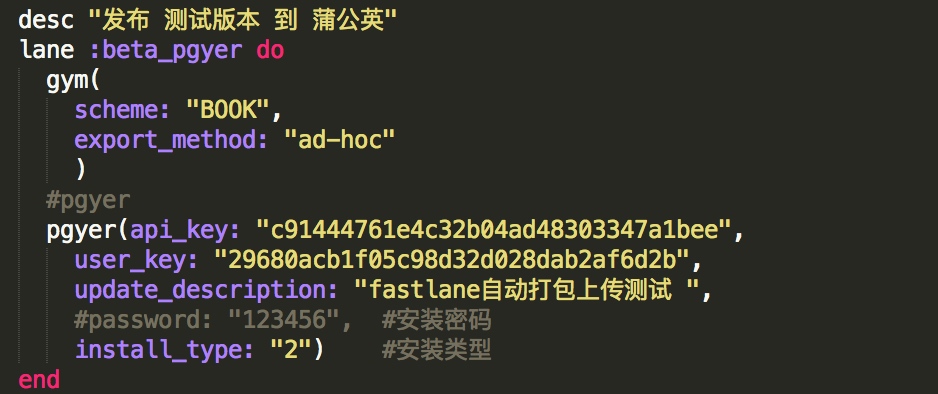 desc "发布 测试版本 到 蒲公英"
lane :beta_pgyer do
gym(
scheme: "BOOK",
export_method: "ad-hoc"
)
#pgyer
pgyer(api_key: "c91444761e4c32b04ad48303347a1bee",
user_key: "29680acb1f05c98d32d028dab2af6d2b",
update_description: "fastlane自动打包上传测试 ",
#password: "123456",  #安装密码
install_type: "2")    #安装类型
end